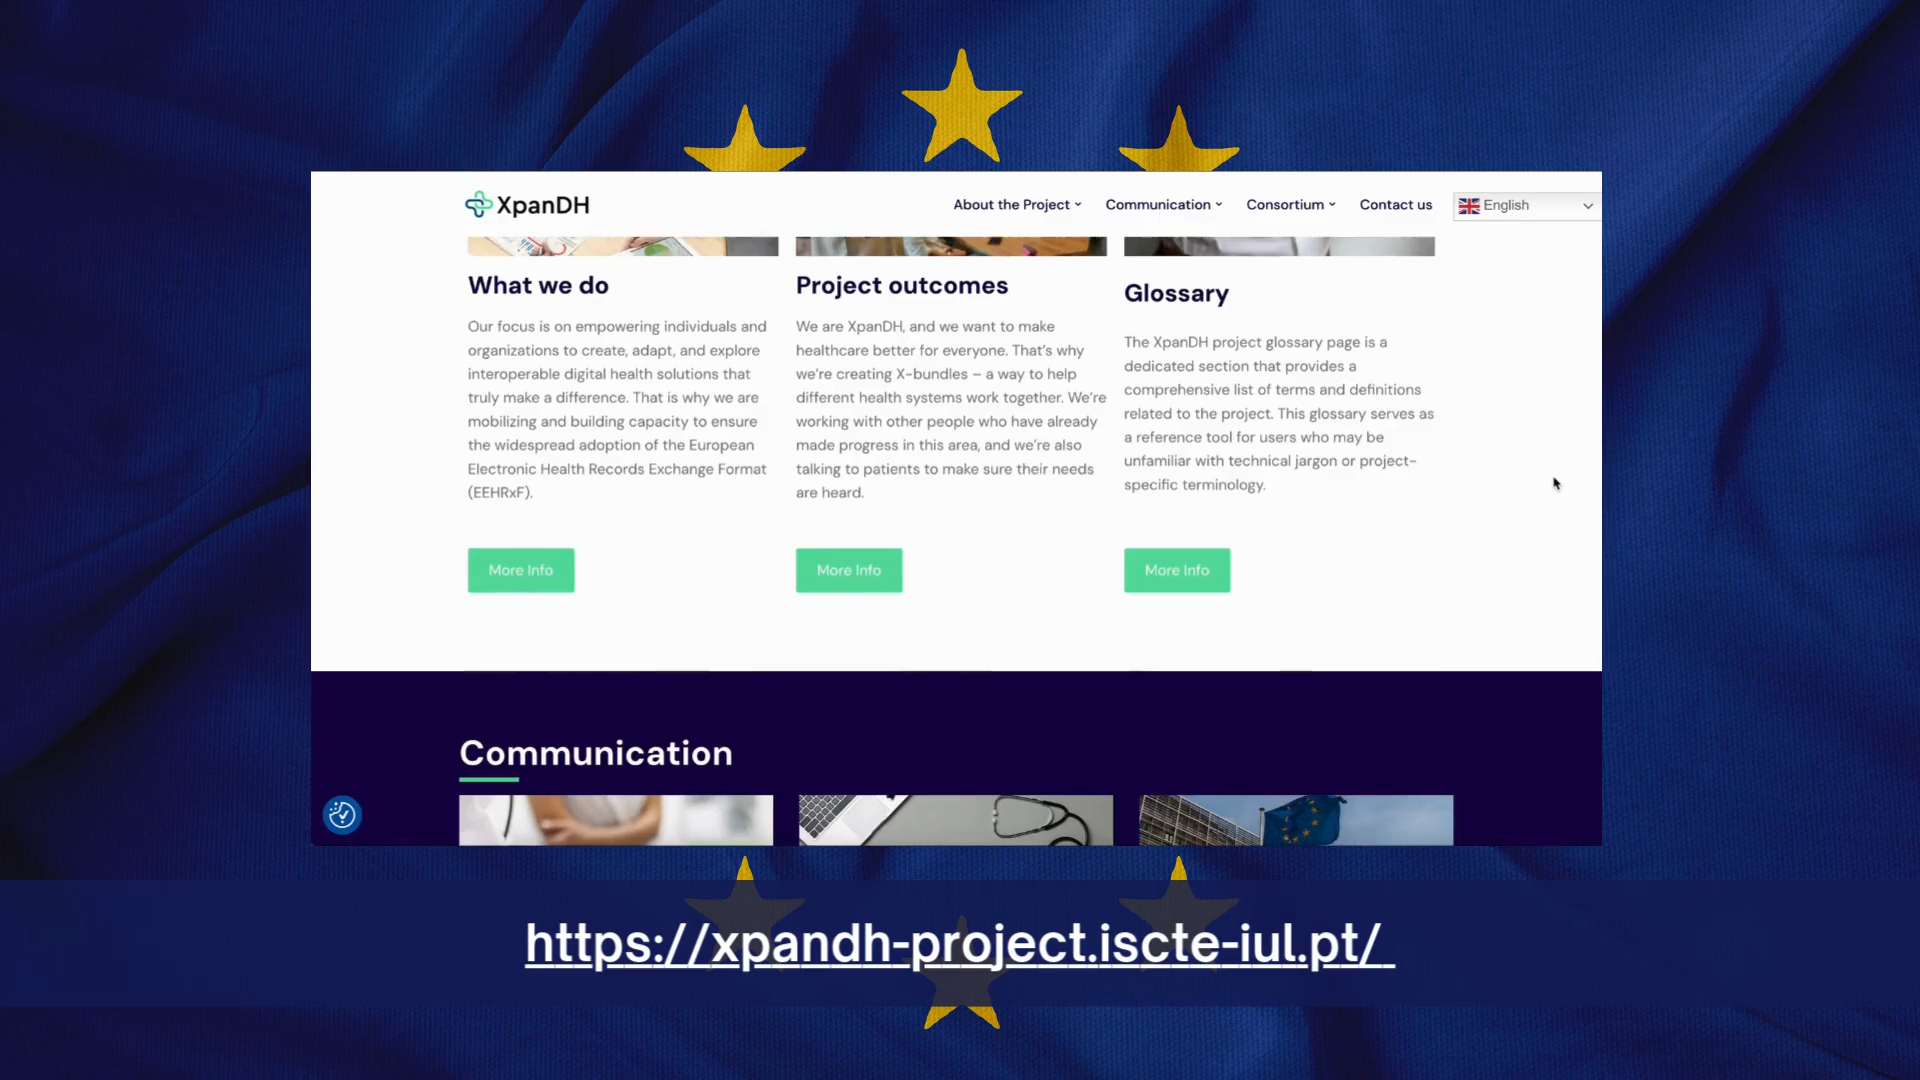 XpanDH
About the Project
Communication
Consortium
Contact us
English
What we do
Our focus is on empowering individuals and
organizations to create, adapt, and explore
interoperable digital health solutions that
truly make a difference. That is why we are
mobilizing and building capacity to ensure
the widespread adoption of the European
Electronic Health Records Exchange Format
(EEHRxF).
More Info
Project outcomes
We are XpanDH, and we want to make
healthcare better for everyone. That’s why
we’re creating X-bundles – a way to help
different health systems work together. We’re
working with other people who have already
made progress in this area, and we’re also
talking to patients to make sure their needs
are heard.
More Info
Glossary
The XpanDH project glossary page is a
dedicated section that provides a
comprehensive list of terms and definitions
related to the project. This glossary serves as
a reference tool for users who may be
unfamiliar with technical jargon or project-
specific terminology.
More Info
Communication
https://xpandh-project.iscte-iul.pt/